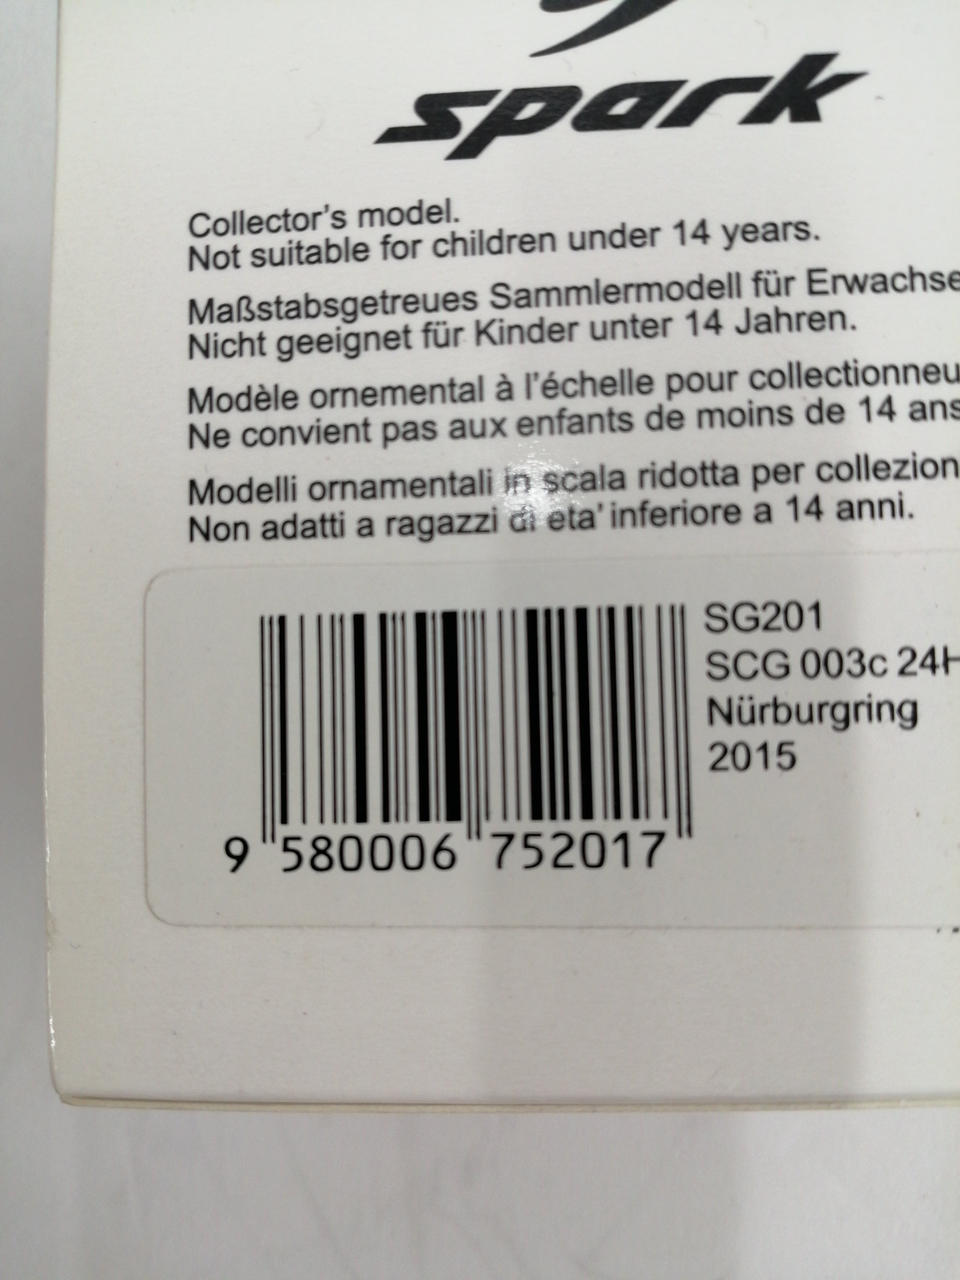 spark
Collector's model.
Not suitable for children under 14 years.
Maßstabsgetreues Sammlermodell für Erwachse
Nicht geeignet für Kinder unter 14 Jahren.
Modèle ornemental à l'échelle pour collectionneu
Ne convient pas aux enfants de moins de 14 ans
Modelli ornamentali in scala ridotta per collezion
Non adatti a ragazzi di eta' inferiore a 14 anni.
SG201
SCG 003c 24H
Nürburgring
2015
9 580006 752017